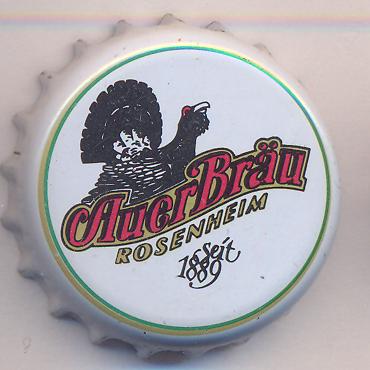 AuerBräu
ROSENHEIM
Seit
1889